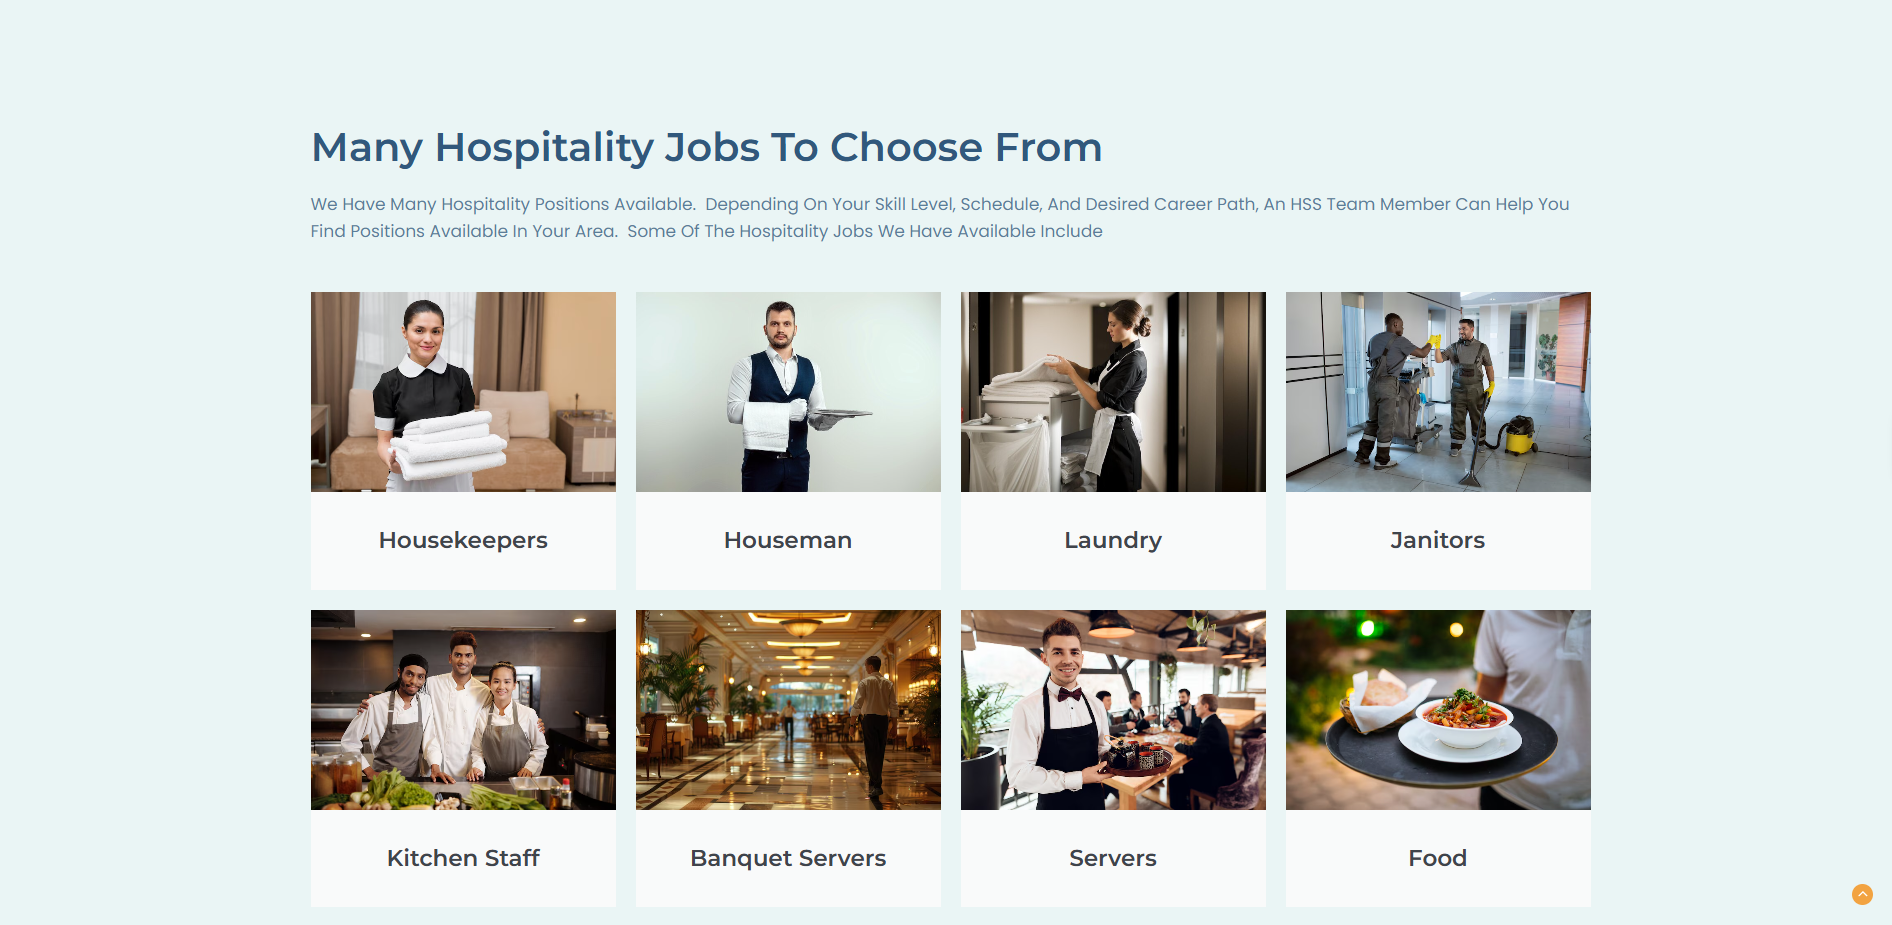 Many Hospitality Jobs To Choose From
We Have Many Hospitality Positions Available.  Depending On Your Skill Level, Schedule, And Desired Career Path, An HSS Team Member Can Help You
Find Positions Available In Your Area.  Some Of The Hospitality Jobs We Have Available Include
Housekeepers
Houseman
Laundry
Janitors
Kitchen Staff
Banquet Servers
Servers
Food